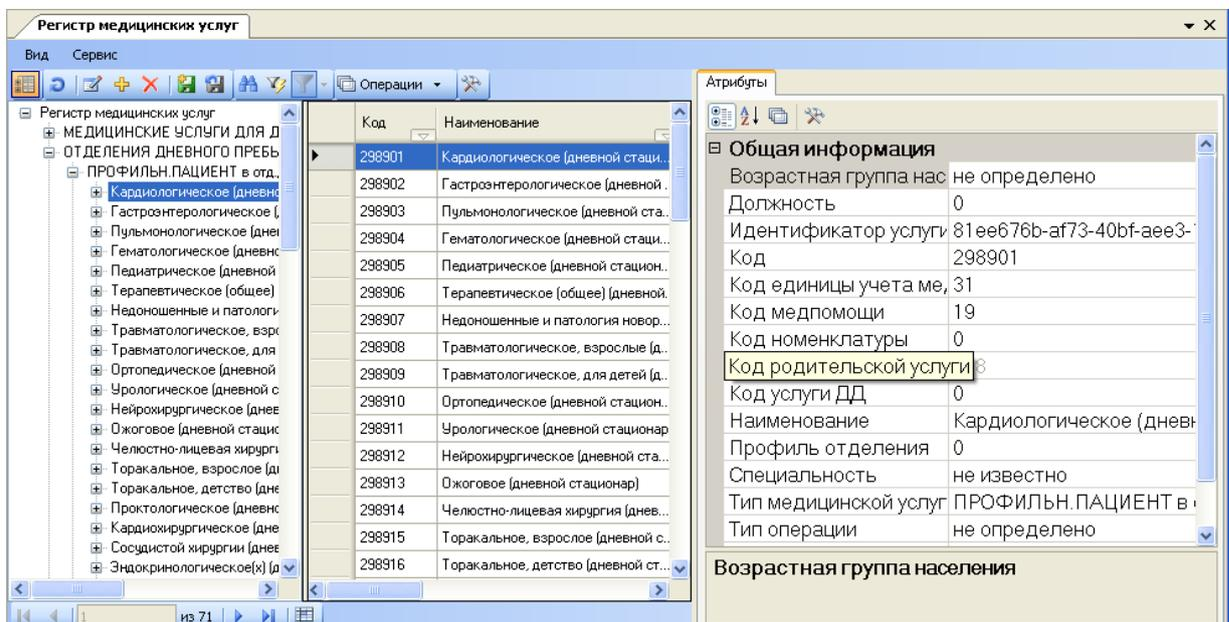 Регистр медицинских услуг
Вид Сервис
Операции
Регистр медицинских услуг
МЕДИЦИНСКИЕ УСЛУГИ ДЛЯ Д
ОТДЕЛЕНИЯ ДНЕВНОГО ПРЕБЬ
ПРОФИЛЬН.ПАЦИЕНТ в отд.,
Кардиологическое (дневно
Гастроэнтерологическое (,
Пульмонологическое (дне
Гематологическое (дневно
Педиатрическое (дневной
Терапевтическое (общее)
Недоношенные и патологи
Травматологическое, взро
Травматологическое, для
Ортопедическое (дневной
Урологическое (дневной с
Нейрохирургическое (днев
Ожоговое (дневной стацио
Челюстно-лицевая хирурги
Торакальное, взрослое (д
Торакальное, детство (дне
Проктологическое (дневно
Кардиохирургическое (дне
Сосудистой хирургии (днев
Эндокринологическое(х) (д
1 из 71
Код Наименование
298901 Кардиологическое (дневной стаци...
298902 Гастроэнтерологическое (дневной .
298903 Пульмонологическое (дневной ста..
298904 Гематологическое (дневной стаци...
298905 Педиатрическое (дневной стацион..
298906 Терапевтическое (общее) (дневной.
298907 Недоношенные и патология новор...
298908 Травматологическое, взрослые (д..
298909 Травматологическое, для детей (д..
298910 Ортопедическое (дневной стацион..
298911 Урологическое (дневной стационар
298912 Нейрохирургическое (дневной ста...
298913 Ожоговое (дневной стационар)
298914 Челюстно-лицевая хирургия (днев...
298915 Торакальное, взрослое (дневной с..
298916 Торакальное, детство (дневной ст...
Атрибуты
Общая информация
Возрастная группа нас не определено
Должность 0
Идентификатор услуги 81ee676b-af73-40bf-aee3-
Код 298901
Код единицы учета ме, 31
Код медпомощи 19
Код номенклатуры 0
Код родительской услуги 8
Код услуги ДД 0
Наименование Кардиологическое (днев
Профиль отделения 0
Специальность не известно
Тип медицинской услуг ПРОФИЛЬН.ПАЦИЕНТ в
Тип операции не определено
Возрастная группа населения